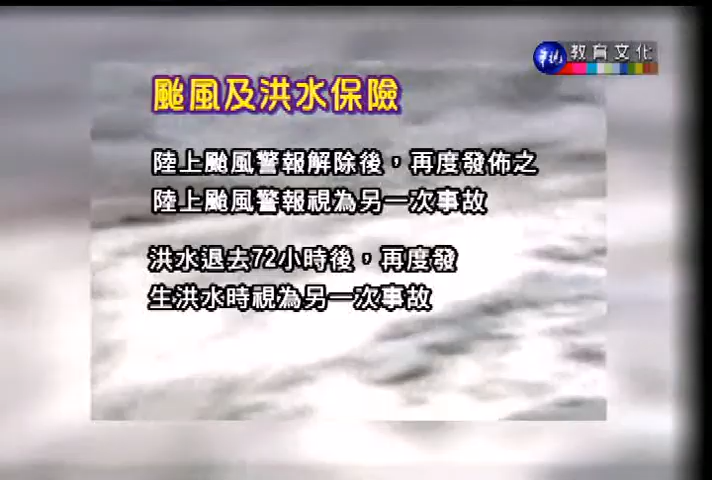 華視
教育文化
颱風及洪水保險
陸上颱風警報解除後，再度發佈之
陸上颱風警報視為另一次事故
洪水退去72小時後，再度發
生洪水時視為另一次事故